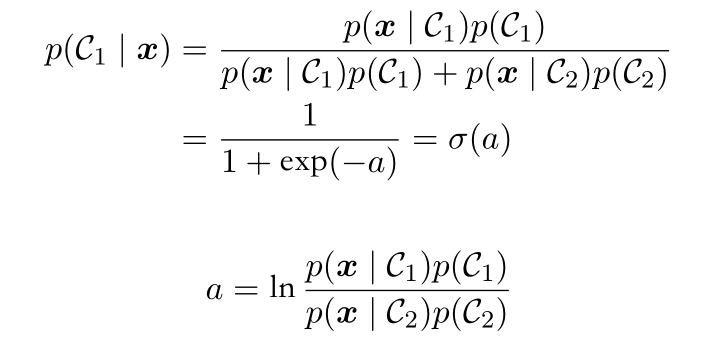 p(𝒞₁ | 𝒙) = p(𝒙 | 𝒞₁)p(𝒞₁) / (p(𝒙 | 𝒞₁)p(𝒞₁) + p(𝒙 | 𝒞₂)p(𝒞₂))
= 1 / (1 + exp(−a)) = σ(a)
a = ln p(𝒙 | 𝒞₁)p(𝒞₁) / p(𝒙 | 𝒞₂)p(𝒞₂)